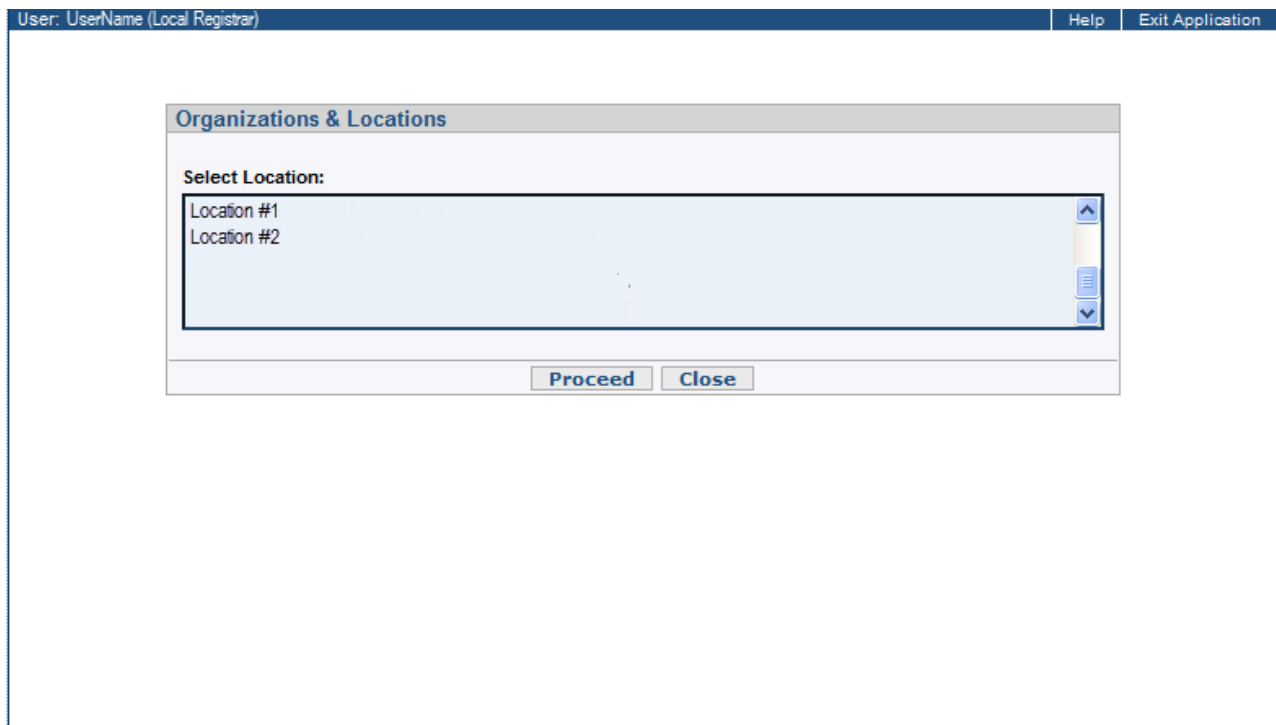 User: UserName (Local Registrar) Help Exit Application
Organizations & Locations
Select Location:
Location #1
Location #2
Proceed Close